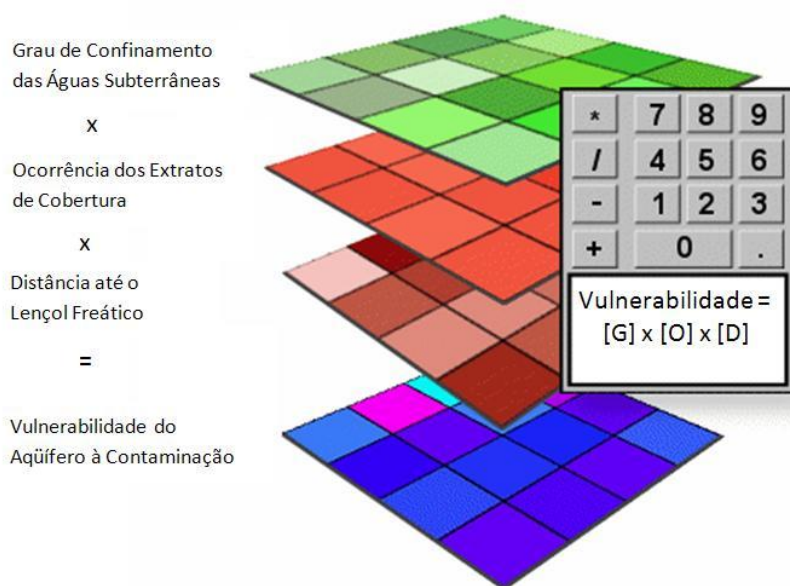 Grau de Confinamento
das Águas Subterrâneas
x
Ocorrência dos Extratos
de Cobertura
x
Distância até o
Lençol Freático
=
Vulnerabilidade do
Aqüífero à Contaminação
* 7 8 9
/ 4 5 6
- 1 2 3
+ 0 .
Vulnerabilidade =
[G] x [O] x [D]